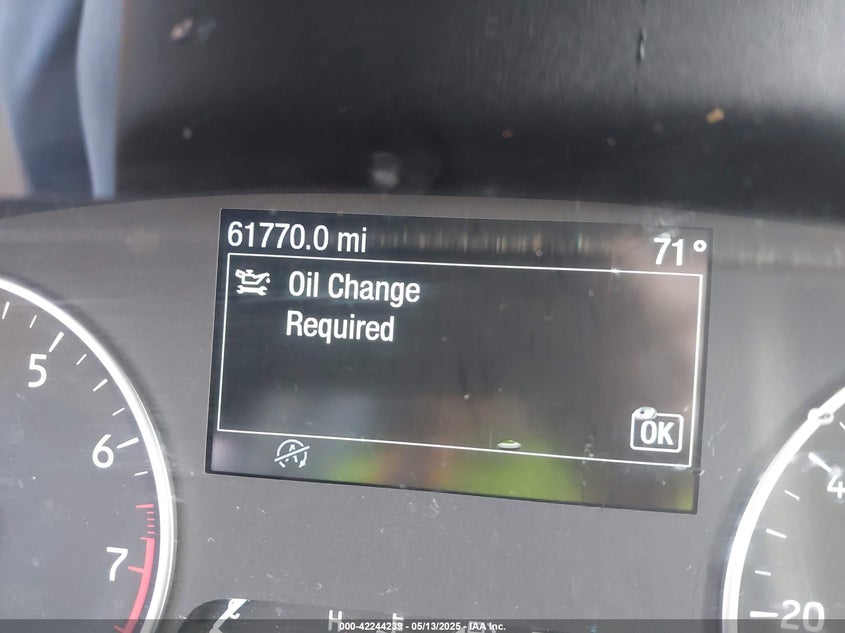 61770.0 mi 71°
Oil Change
Required
OK
A
5
6
7
4
20
H
000-42244239 - 05/13/2025 - IAA Inc.